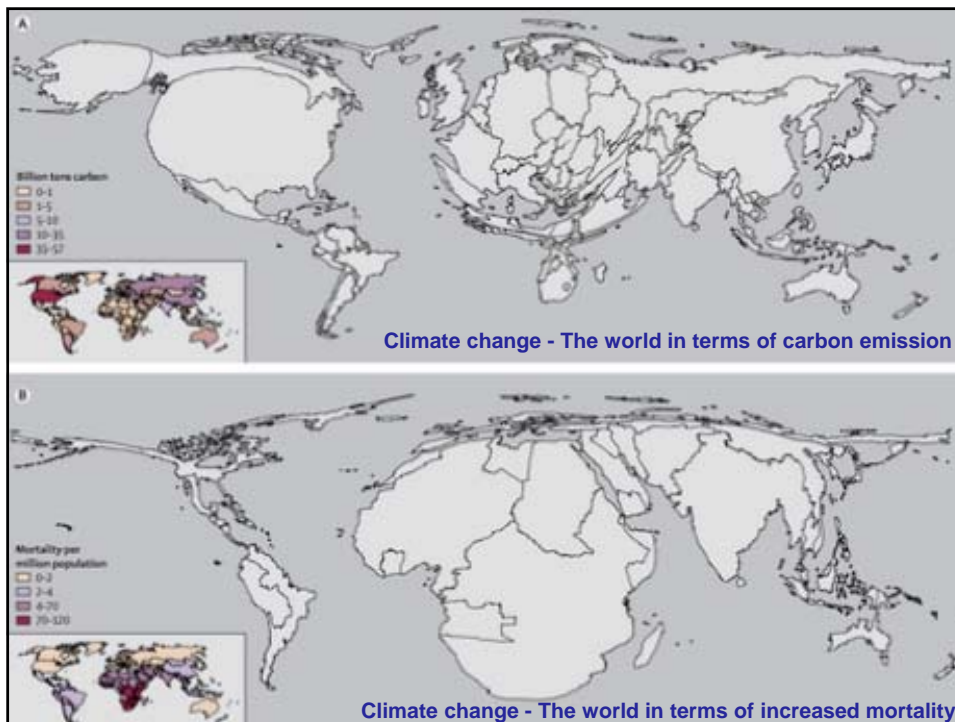 A
Billion tons carbon
0-1
1-5
5-10
10-35
35-57
Climate change - The world in terms of carbon emission
B
Mortality per
million population
0-2
2-4
4-70
70-120
Climate change - The world in terms of increased mortality